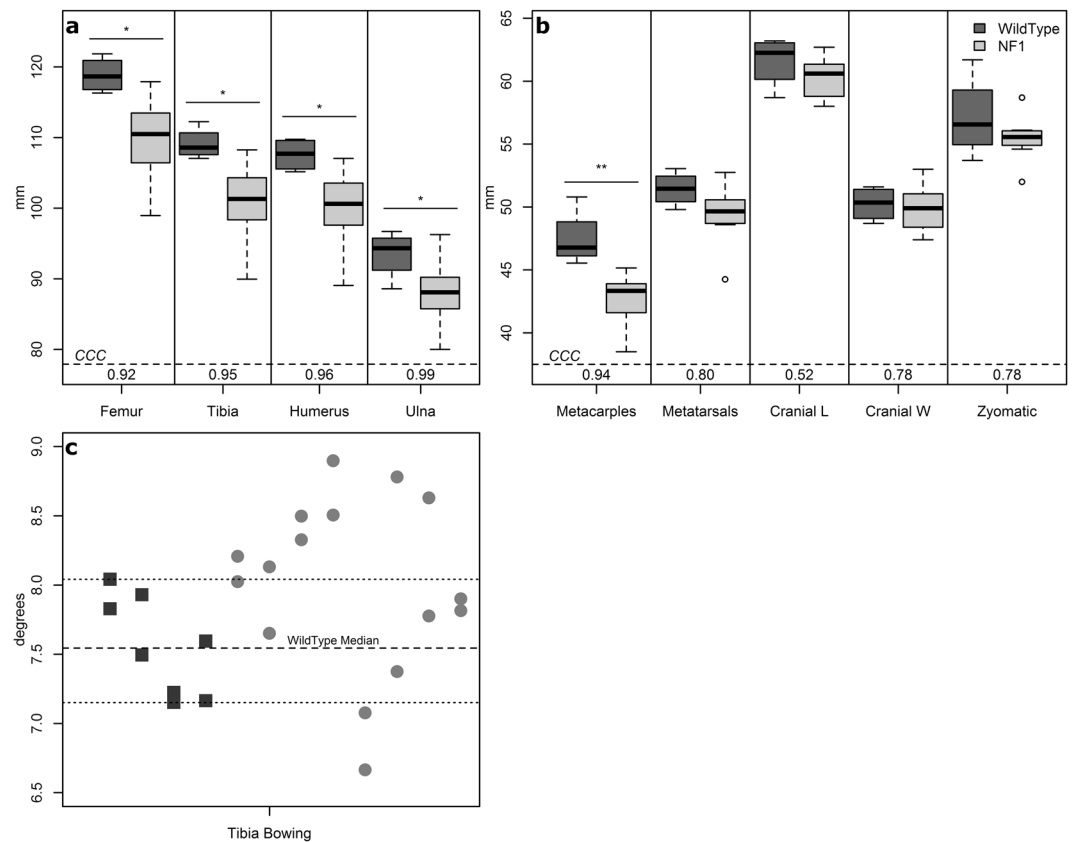 a
*
*
*
*
120
110
100
90
80
mm
CCC
0.92
0.95
0.96
0.99
Femur
Tibia
Humerus
Ulna
b
WildType
NF1
**
65
60
55
50
45
40
mm
CCC
0.94
0.80
0.52
0.78
0.78
Metacarples
Metatarsals
Cranial L
Cranial W
Zyomatic
c
9.0
8.5
8.0
7.5
7.0
6.5
degrees
WildType Median
Tibia Bowing